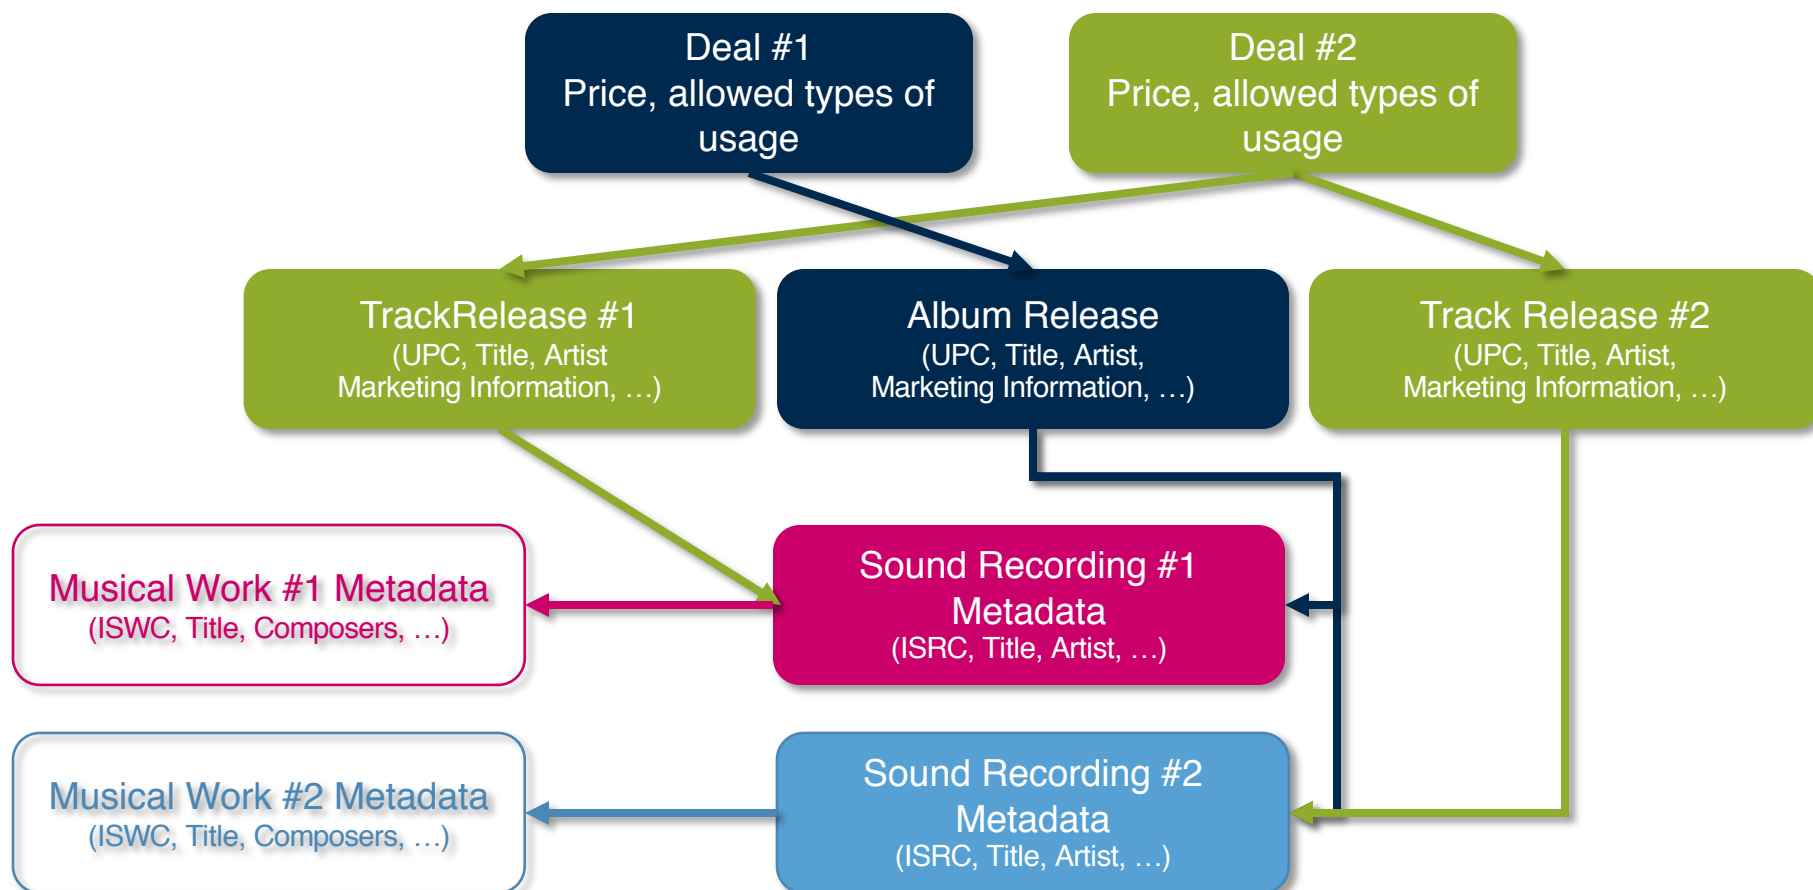 Deal #1
Price, allowed types of
usage
Deal #2
Price, allowed types of
usage
TrackRelease #1
(UPC, Title, Artist
Marketing Information, …)
Album Release
(UPC, Title, Artist,
Marketing Information, …)
Track Release #2
(UPC, Title, Artist,
Marketing Information, …)
Musical Work #1 Metadata
(ISWC, Title, Composers, …)
Sound Recording #1
Metadata
(ISRC, Title, Artist, …)
Musical Work #2 Metadata
(ISWC, Title, Composers, …)
Sound Recording #2
Metadata
(ISRC, Title, Artist, …)